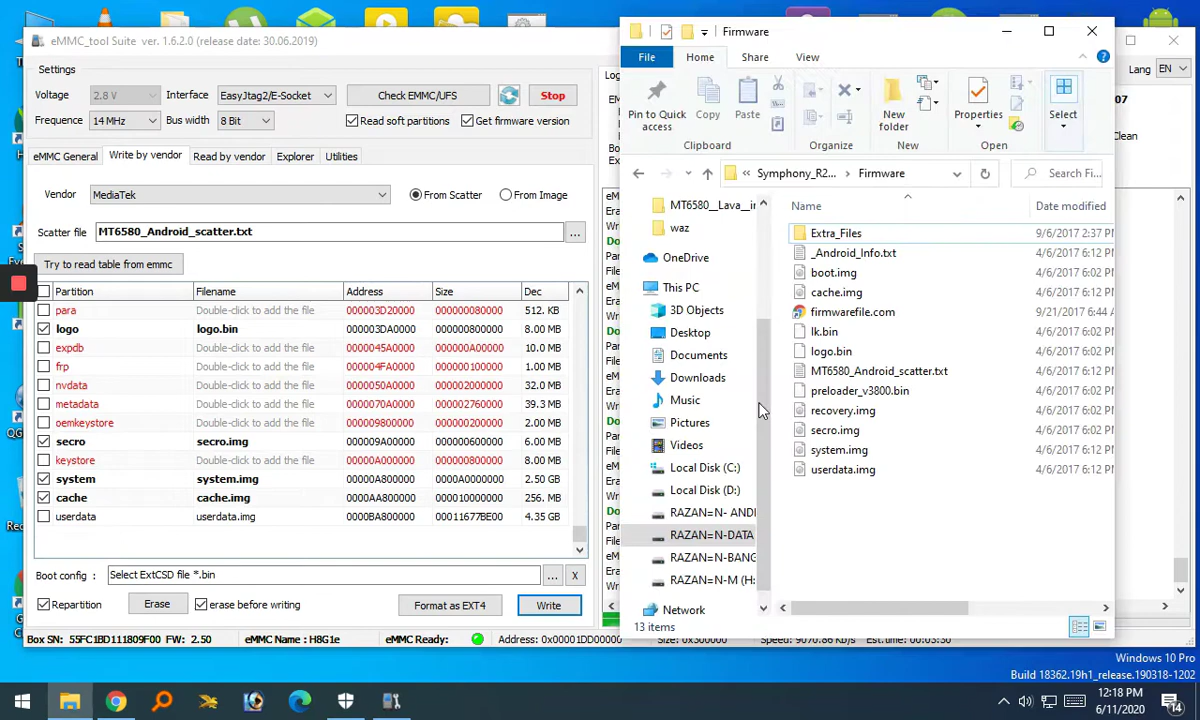 eMMC_tool Suite ver. 1.6.2.0 (release date: 30.06.2019)
Settings
Voltage 2.8 V Interface EasyJtag2/E-Socket Check EMMC/UFS Stop
Frequency 14 MHz Bus width 8 Bit Read soft partitions Get firmware version
eMMC General Write by vendor Read by vendor Explorer Utilities
Vendor MediaTek From Scatter From Image
Scatter file MT6580_Android_scatter.txt ...
Try to read table from emmc
Partition Filename Address Size Dec
para Double-click to add the file 000003D20000 000000080000 512. KB
logo logo.bin 000003DA0000 000000800000 8.00 MB
expdb Double-click to add the file 0000045A0000 000000A00000 10.0 MB
frp Double-click to add the file 000004FA0000 000000100000 1.00 MB
nvdata Double-click to add the file 0000050A0000 000002000000 32.0 MB
metadata Double-click to add the file 0000070A0000 000002760000 39.3 MB
oemkeystore Double-click to add the file 000009800000 000000200000 2.00 MB
secro secro.img 000009A00000 000000600000 6.00 MB
keystore Double-click to add the file 00000A000000 000000800000 8.00 MB
system system.img 00000A800000 0000A0000000 2.50 GB
cache cache.img 0000AA800000 000010000000 256. MB
userdata userdata.img 0000BA800000 00011677BE00 4.35 GB
Boot config : Select ExtCSD file *.bin ... X
Repartition Erase erase before writing Format as EXT4 Write
Box SN: 55FC1BD111809F00 FW: 2.50 eMMC Name : H8G1e eMMC Ready: Address: 0x00001DD00000 Size: 0x300000 Speed: 9070.86 Kb/s Est.time: 00:03:50
Lang EN
07
Clean
Firmware
File Home Share View
Pin to Quick access
Copy
Paste
New folder
Properties
Select
Clipboard Organize New Open
« Symphony_R2... › Firmware Search Fi...
MT6580__Lava__i
waz
OneDrive
This PC
3D Objects
Desktop
Documents
Downloads
Music
Pictures
Videos
Local Disk (C:)
Local Disk (D:)
RAZAN=N- AND
RAZAN=N-DATA
RAZAN=N-BANG
RAZAN=N-M (H:
Network
Name Date modified
Extra_Files 9/6/2017 2:37 P
_Android_Info.txt 4/6/2017 6:12 P
boot.img 4/6/2017 6:02 P
cache.img 4/6/2017 6:12 P
firmwarefile.com 9/21/2017 6:44
lk.bin 4/6/2017 6:02 P
logo.bin 4/6/2017 6:02 P
MT6580_Android_scatter.txt 4/6/2017 6:02 P
preloader_v3800.bin 4/6/2017 6:02 P
recovery.img 4/6/2017 6:02 P
secro.img 4/6/2017 6:02 P
system.img 4/6/2017 6:12 P
userdata.img 4/6/2017 6:12 P
13 items
Windows 10 Pro
Build 18362.19h1_release.190318-1202
12:18 PM
6/11/2020
14